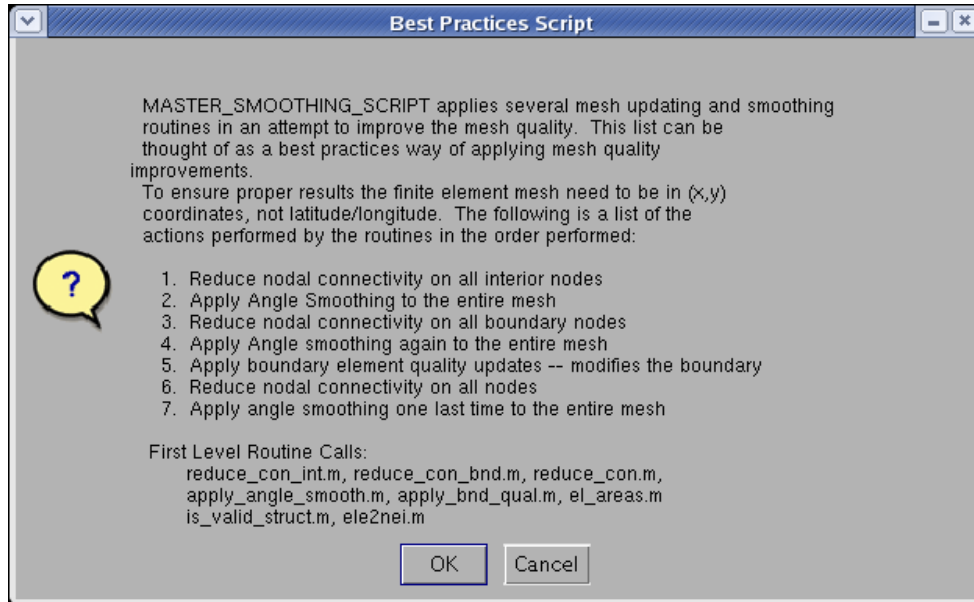 Best Practices Script
MASTER_SMOOTHING_SCRIPT applies several mesh updating and smoothing
routines in an attempt to improve the mesh quality.  This list can be
thought of as a best practices way of applying mesh quality
improvements.
To ensure proper results the finite element mesh need to be in (x,y)
coordinates, not latitude/longitude.  The following is a list of the
actions performed by the routines in the order performed:
?
1.  Reduce nodal connectivity on all interior nodes
2.  Apply Angle Smoothing to the entire mesh
3.  Reduce nodal connectivity on all boundary nodes
4.  Apply Angle smoothing again to the entire mesh
5.  Apply boundary element quality updates -- modifies the boundary
6.  Reduce nodal connectivity on all nodes
7.  Apply angle smoothing one last time to the entire mesh
First Level Routine Calls:
reduce_con_int.m, reduce_con_bnd.m, reduce_con.m,
apply_angle_smooth.m, apply_bnd_qual.m, el_areas.m
is_valid_struct.m, ele2nei.m
OK Cancel